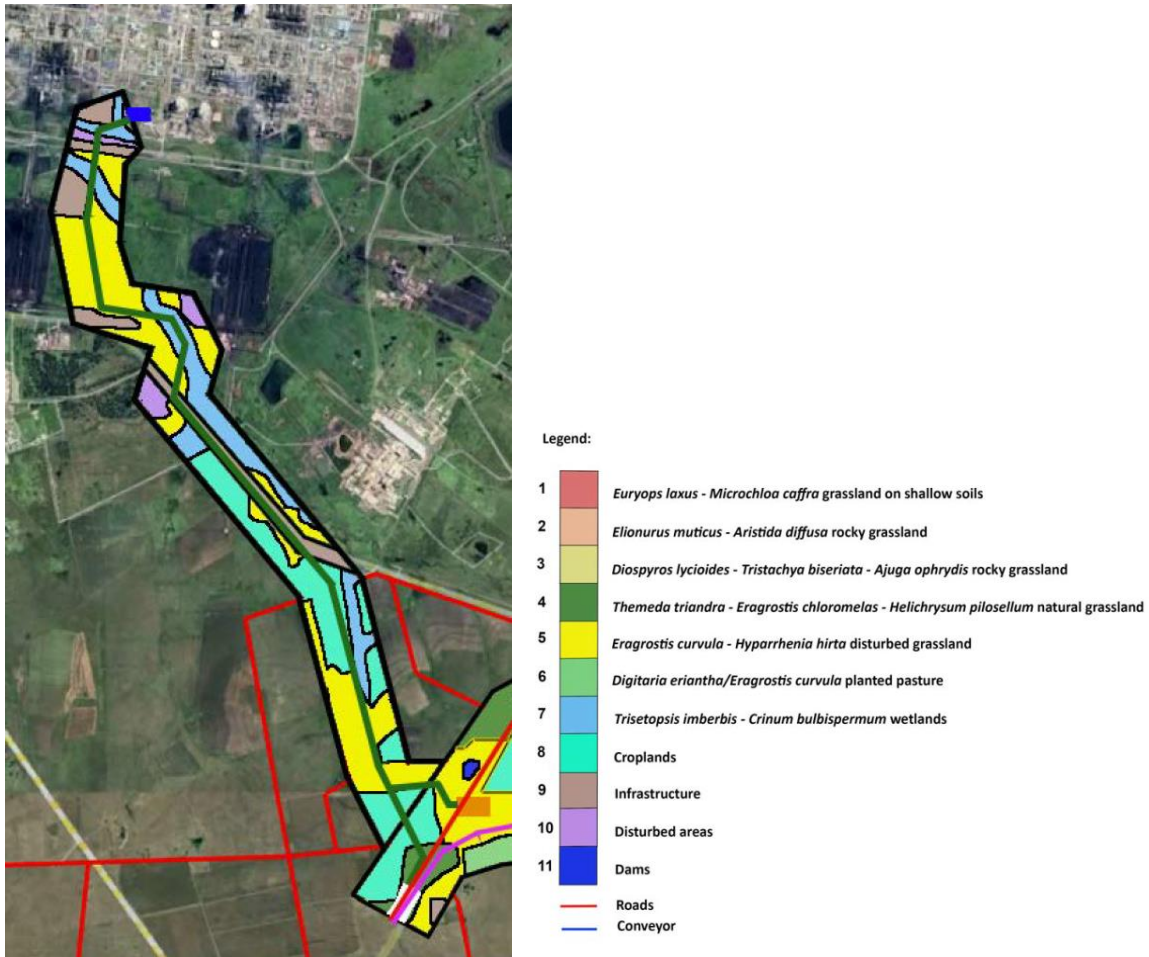 Legend:
1 Euryops laxus - Microchloa caffra grassland on shallow soils
2 Elionurus muticus - Aristida diffusa rocky grassland
3 Diospyros lycioides - Tristachya biseriata - Ajuga ophrydis rocky grassland
4 Themeda triandra - Eragrostis chloromelas - Helichrysum pilosellum natural grassland
5 Eragrostis curvula - Hyparrhenia hirta disturbed grassland
6 Digitaria eriantha/Eragrostis curvula planted pasture
7 Trisetopsis imberbis - Crinum bulbispermum wetlands
8 Croplands
9 Infrastructure
10 Disturbed areas
11 Dams
Roads
Conveyor